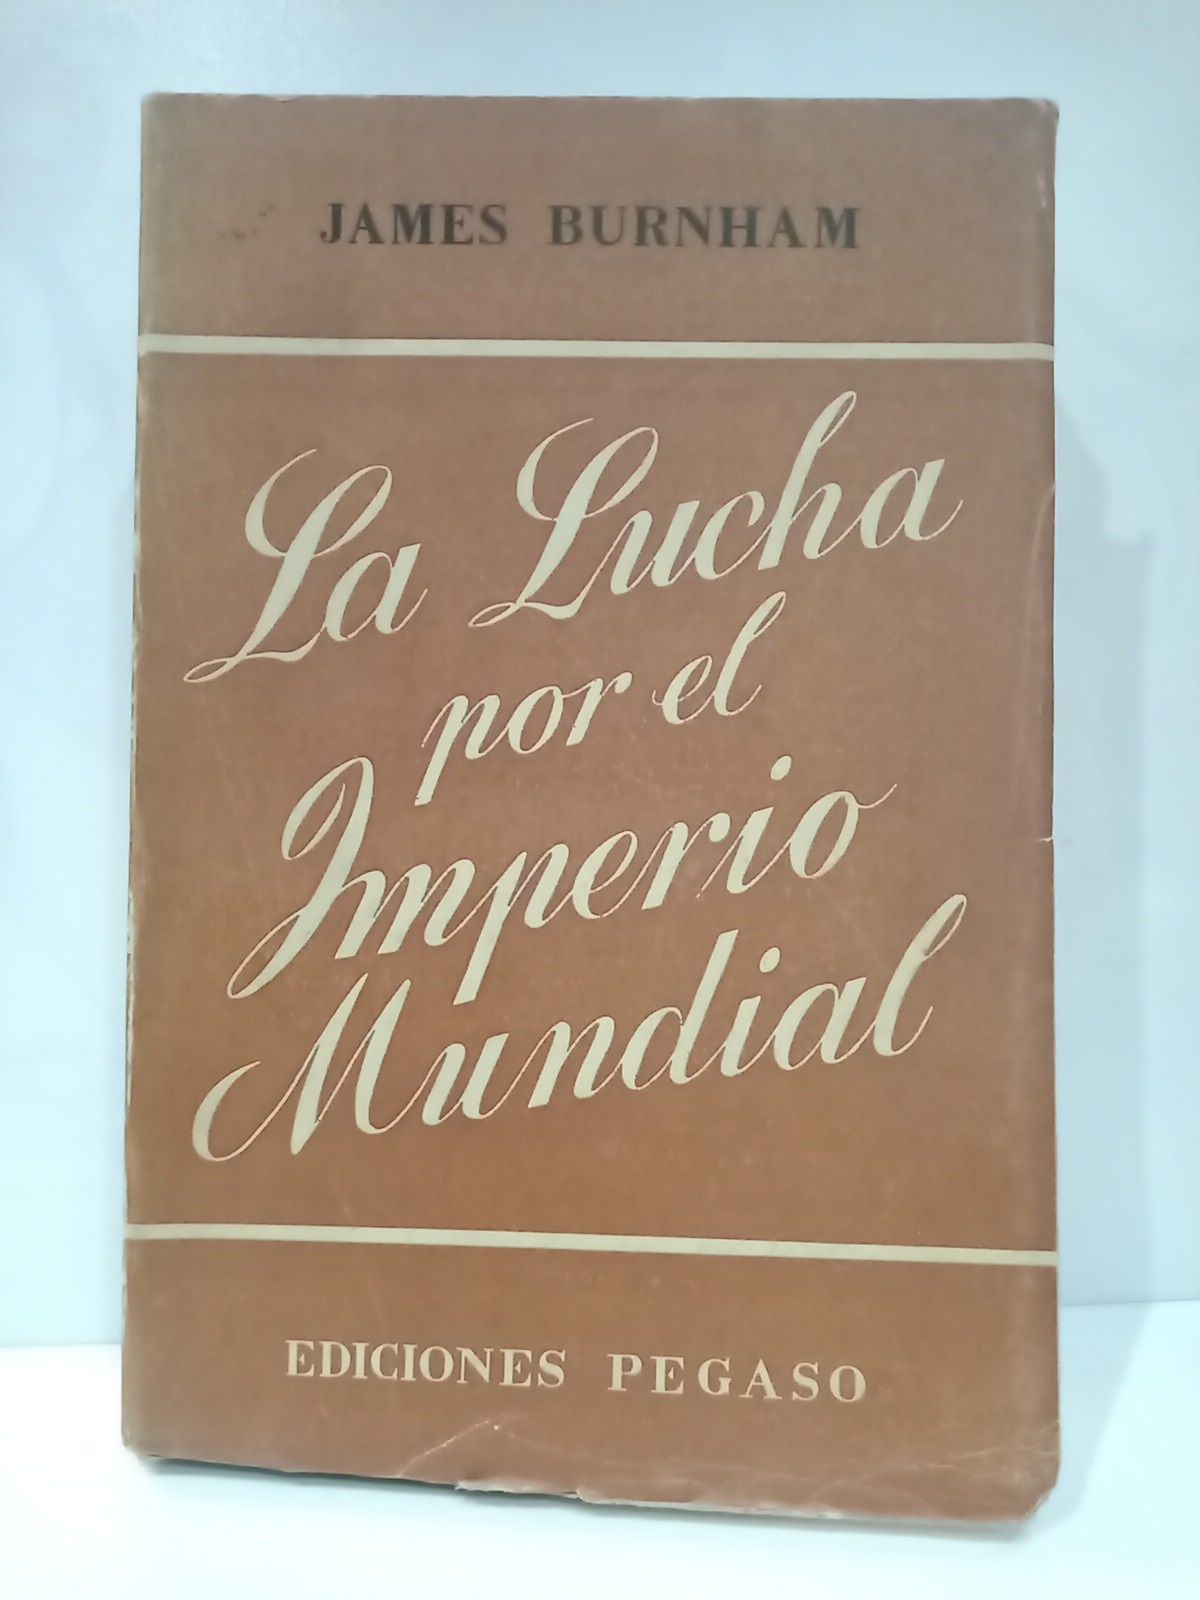 JAMES BURNHAM
La Lucha
por el
Imperio
Mundial
EDICIONES PEGASO